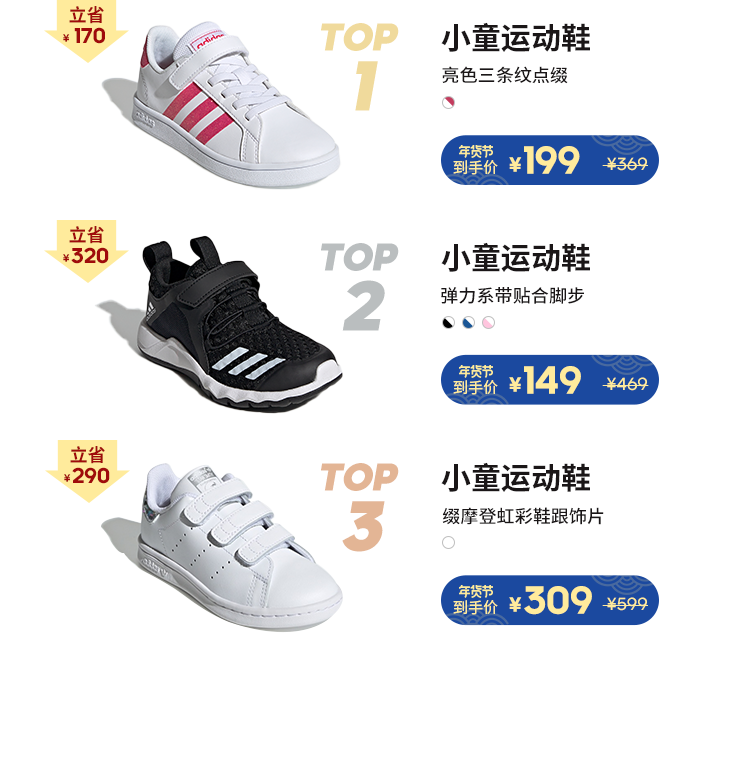 立省
¥170
TOP
1
小童运动鞋
亮色三条纹点缀
年货节
到手价
¥199
¥369
adidas
adidas
立省
¥320
TOP
2
小童运动鞋
弹力系带贴合脚步
年货节
到手价
¥149
¥469
立省
¥290
TOP
3
小童运动鞋
缀摩登虹彩鞋跟饰片
年货节
到手价
¥309
¥599